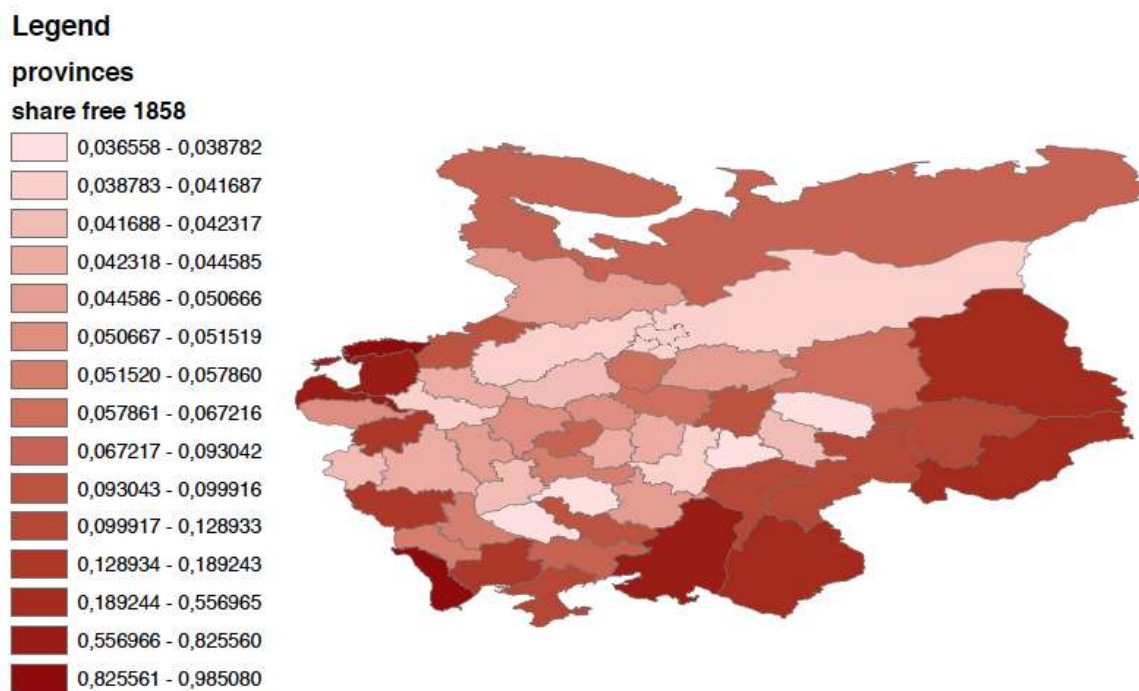 Legend
provinces
share free 1858
0,036558 - 0,038782
0,038783 - 0,041687
0,041688 - 0,042317
0,042318 - 0,044585
0,044586 - 0,050666
0,050667 - 0,051519
0,051520 - 0,057860
0,057861 - 0,067216
0,067217 - 0,093042
0,093043 - 0,099916
0,099917 - 0,128933
0,128934 - 0,189243
0,189244 - 0,556965
0,556966 - 0,825560
0,825561 - 0,985080